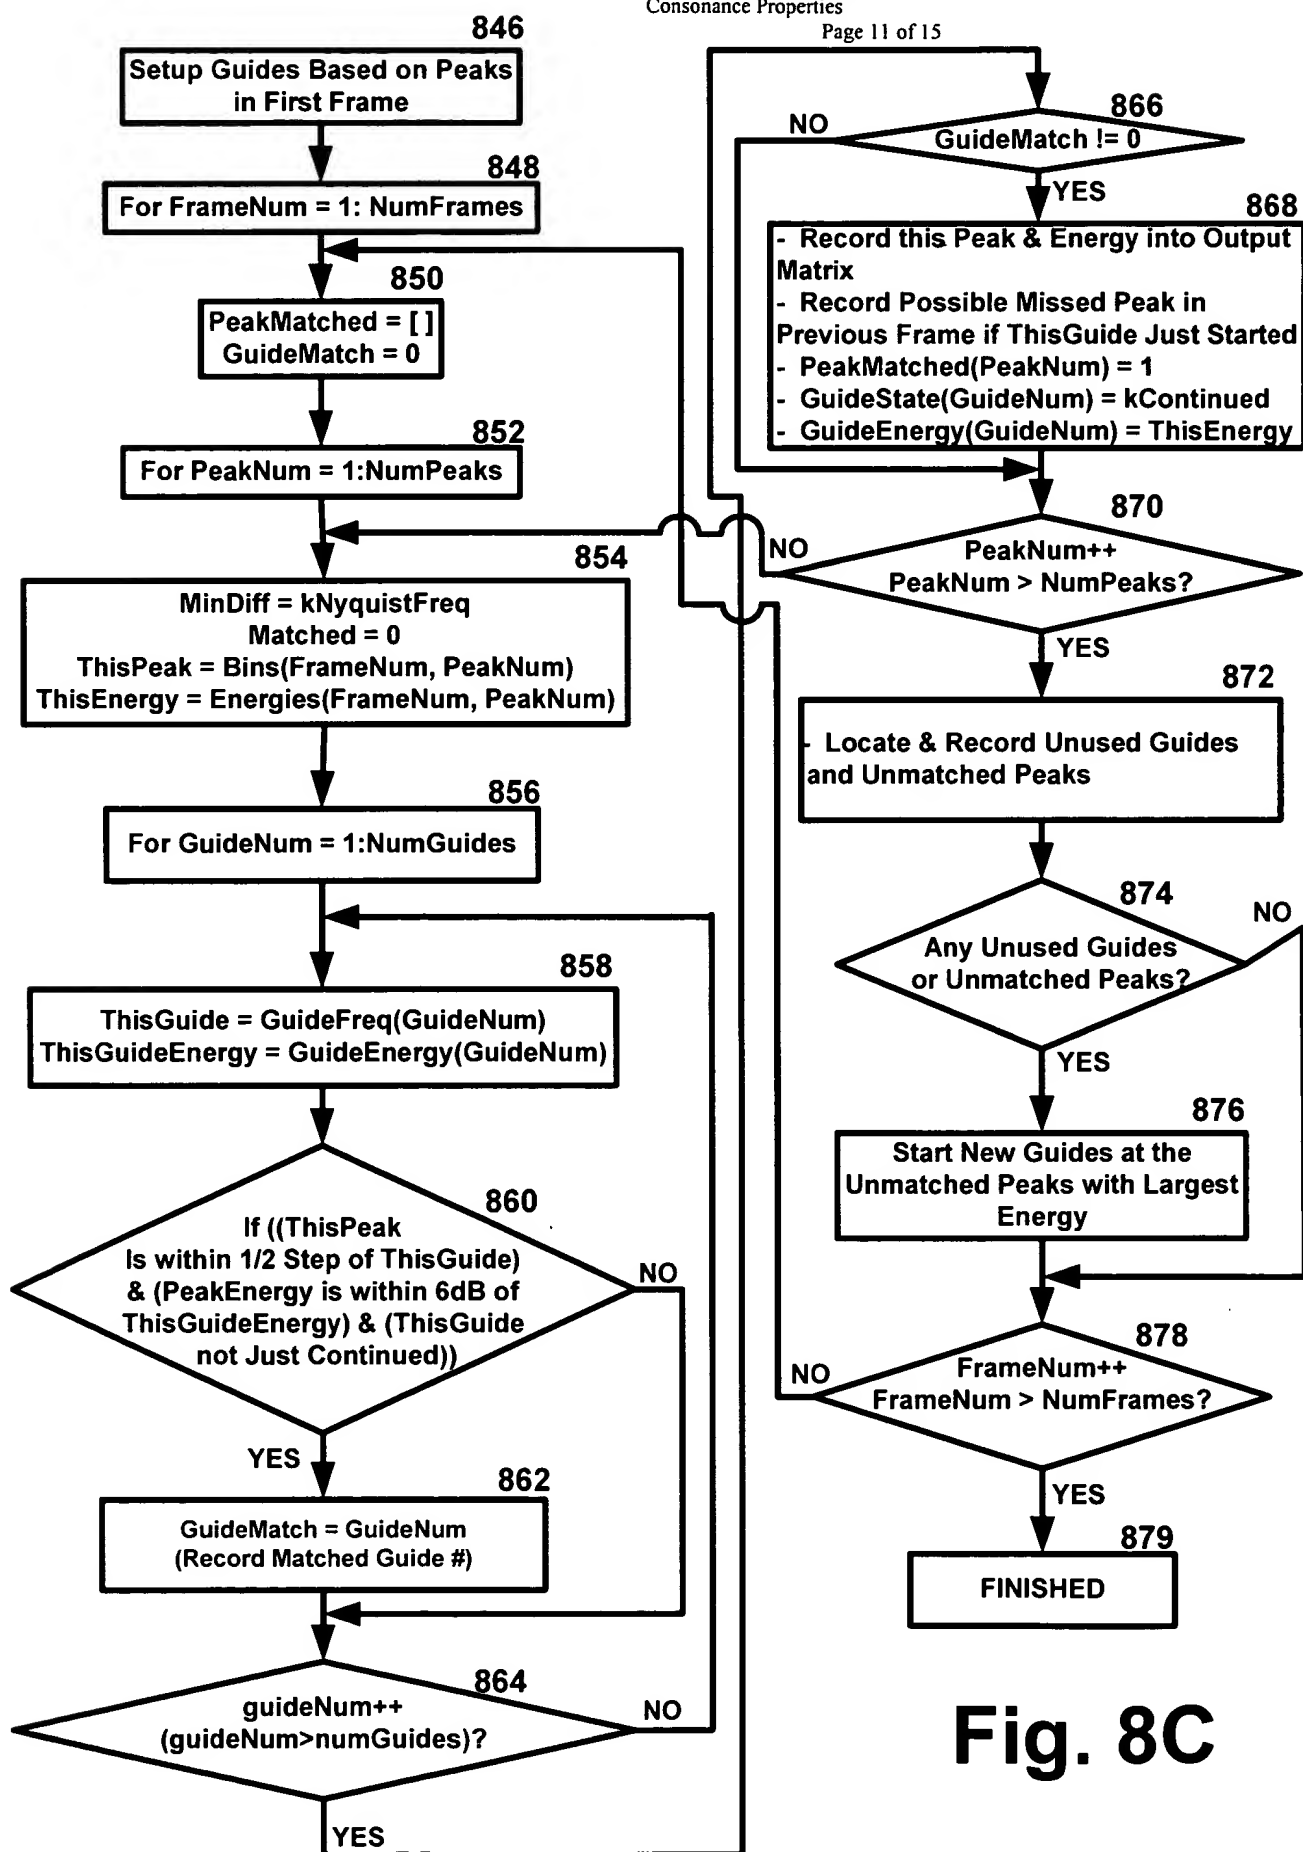 Consonance Properties
Page 11 of 15
846
Setup Guides Based on Peaks
in First Frame
848
For FrameNum = 1: NumFrames
850
PeakMatched = [ ]
GuideMatch = 0
852
For PeakNum = 1:NumPeaks
854
MinDiff = kNyquistFreq
Matched = 0
ThisPeak = Bins(FrameNum, PeakNum)
ThisEnergy = Energies(FrameNum, PeakNum)
856
For GuideNum = 1:NumGuides
858
ThisGuide = GuideFreq(GuideNum)
ThisGuideEnergy = GuideEnergy(GuideNum)
860
If ((ThisPeak
Is within 1/2 Step of ThisGuide)
& (PeakEnergy is within 6dB of
ThisGuideEnergy) & (ThisGuide
not Just Continued))
NO
YES
862
GuideMatch = GuideNum
(Record Matched Guide #)
864
guideNum++
(guideNum>numGuides)?
NO
YES
866
GuideMatch != 0
NO
YES
868
- Record this Peak & Energy into Output
Matrix
- Record Possible Missed Peak in
Previous Frame if ThisGuide Just Started
- PeakMatched(PeakNum) = 1
- GuideState(GuideNum) = kContinued
- GuideEnergy(GuideNum) = ThisEnergy
870
PeakNum++
PeakNum > NumPeaks?
NO
YES
872
- Locate & Record Unused Guides
and Unmatched Peaks
874
Any Unused Guides
or Unmatched Peaks?
NO
YES
876
Start New Guides at the
Unmatched Peaks with Largest
Energy
878
FrameNum++
FrameNum > NumFrames?
NO
YES
879
FINISHED
Fig. 8C